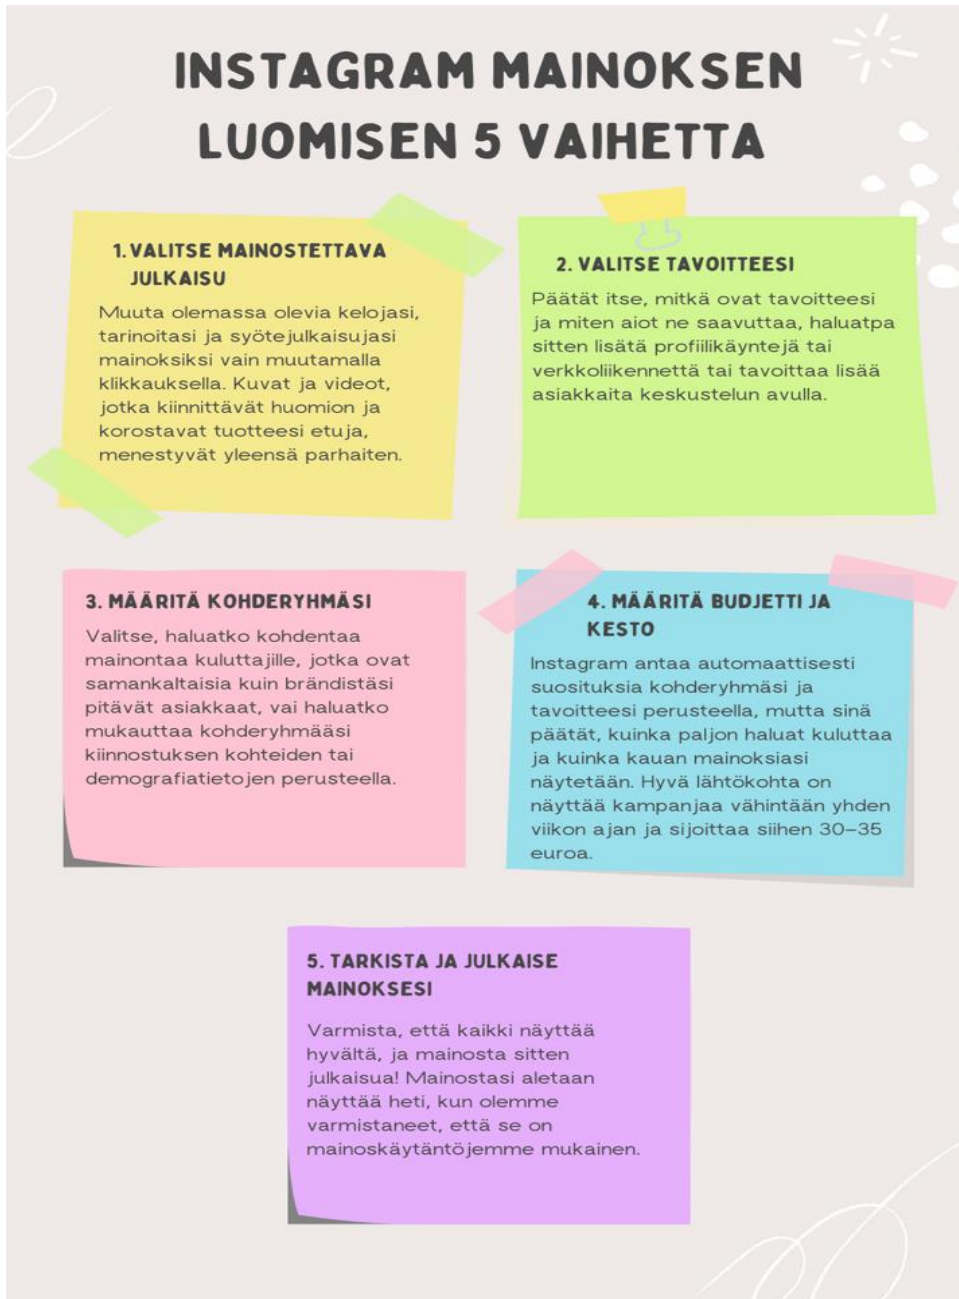 INSTAGRAM MAINOKSEN
LUOMISEN 5 VAIHETTA
1. VALITSE MAINOSTETTAVA
JULKAISU
Muuta olemassa olevia kelojasi,
tarinoitasi ja syötejulkaisujasi
mainoksiksi vain muutamalla
klikkauksella. Kuvat ja videot,
jotka kiinnittävät huomion ja
korostavat tuotteesi etuja,
menestyvät yleensä parhaiten.
2. VALITSE TAVOITTEESI
Päätät itse, mitkä ovat tavoitteesi
ja miten aiot ne saavuttaa, haluatpa
sitten lisätä profiilikäyntejä tai
verkkoliikennettä tai tavoittaa lisää
asiakkaita keskustelun avulla.
3. MÄÄRITÄ KOHDERYHMÄSI
Valitse, haluatko kohdentaa
mainontaa kuluttajille, jotka ovat
samankaltaisia kuin brändistäsi
pitävät asiakkaat, vai haluatko
mukauttaa kohderyhmääsi
kiinnostuksen kohteiden tai
demografiatietojen perusteella.
4. MÄÄRITÄ BUDJETTI JA
KESTO
Instagram antaa automaattisesti
suosituksia kohderyhmäsi ja
tavoitteesi perusteella, mutta sinä
päätät, kuinka paljon haluat kuluttaa
ja kuinka kauan mainoksiasi
näytetään. Hyvä lähtökohta on
näyttää kampanjaa vähintään yhden
viikon ajan ja sijoittaa siihen 30–35
euroa.
5. TARKISTA JA JULKAISE
MAINOKSESI
Varmista, että kaikki näyttää
hyvältä, ja mainosta sitten
julkaisua! Mainostasi aletaan
näyttää heti, kun olemme
varmistaneet, että se on
mainoskäytäntöjemme mukainen.